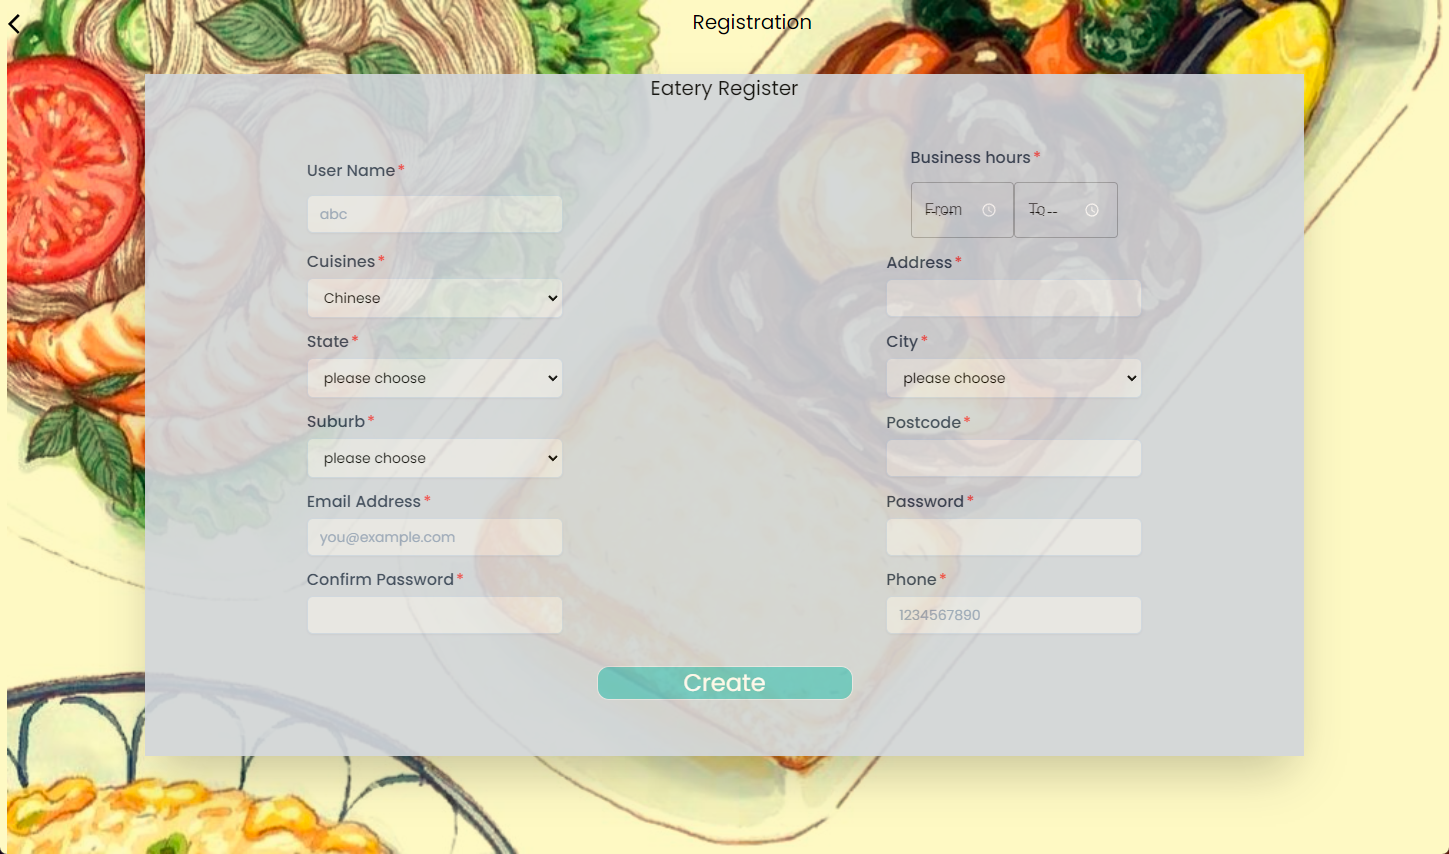 Registration
Eatery Register
User Name*
abc
Business hours*
From
To
Cuisines*
Chinese
Address*
State*
please choose
City*
please choose
Suburb*
please choose
Postcode*
Email Address*
you@example.com
Password*
Confirm Password*
Phone*
1234567890
Create